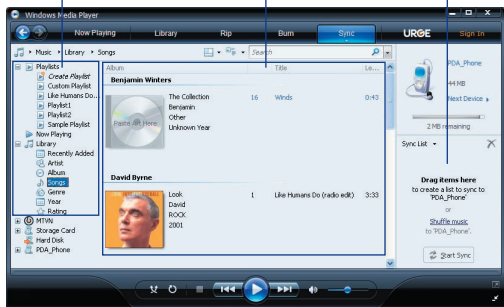 Windows Media Player
Now Playing Library Rip Burn Sync URGE Sign In
Music Library Songs Search
Playlists
Create Playlist
Custom Playlist
Like Humans Do...
Playlist1
Playlist2
Sample Playlist
Now Playing
Library
Recently Added
Artist
Album
Songs
Genre
Year
Rating
MTVN
Storage Card
Hard Disk
PDA_Phone
Album Title Le...
Benjamin Winters
Paste Art Here
The Collection 16 Winds 0:43
Benjamin
Other
Unknown Year
David Byrne
Look 1 Like Humans Do (radio edit) 3:33
David
ROCK
2001
PDA_Phone
44 MB
Next Device
2 MB remaining
Sync List
Drag items here
to create a list to sync to
'PDA_Phone'
or
Shuffle music
to 'PDA_Phone'.
Start Sync